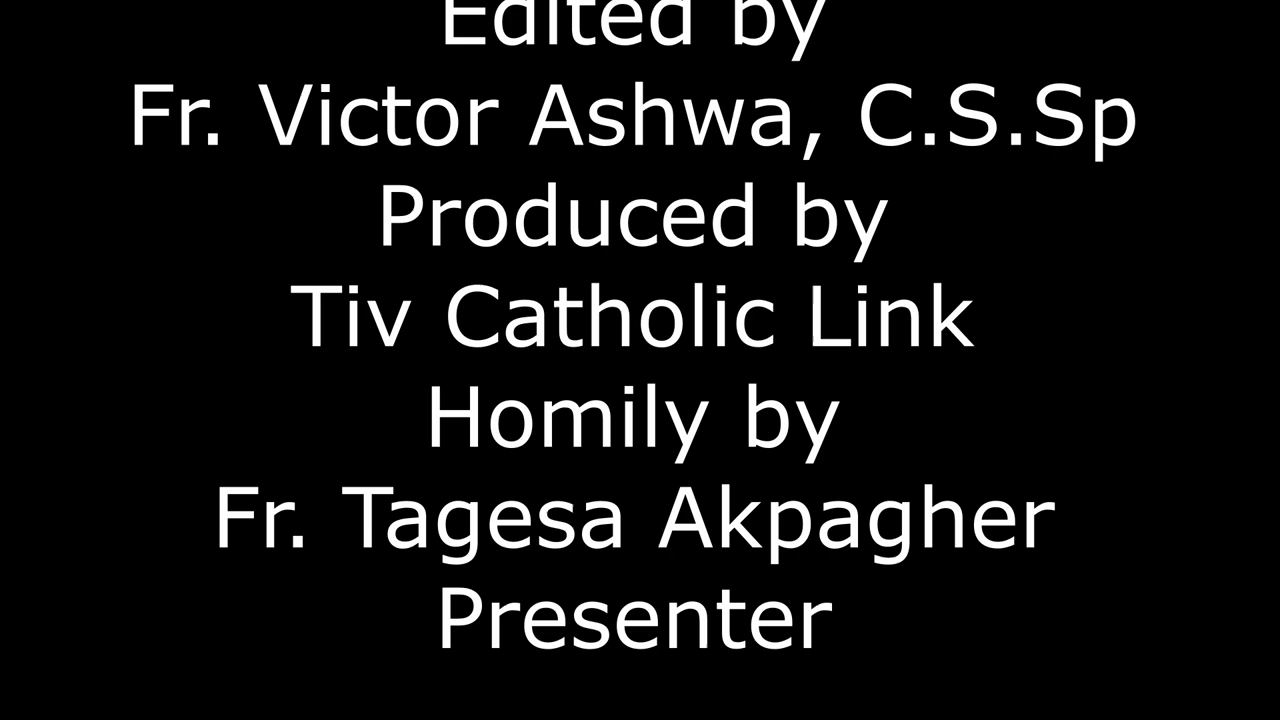 Edited by
Fr. Victor Ashwa, C.S.Sp
Produced by
Tiv Catholic Link
Homily by
Fr. Tagesa Akpagher
Presenter